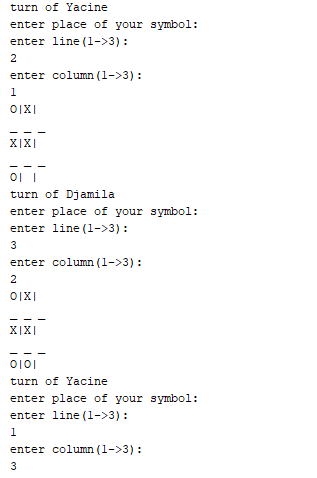 turn of Yacine
enter place of your symbol:
enter line(1->3):
2
enter column(1->3):
1
O|X|
_ _ _
X|X|
_ _ _
O| |
turn of Djamila
enter place of your symbol:
enter line(1->3):
3
enter column(1->3):
2
O|X|
_ _ _
X|X|
_ _ _
O|O|
turn of Yacine
enter place of your symbol:
enter line(1->3):
1
enter column(1->3):
3